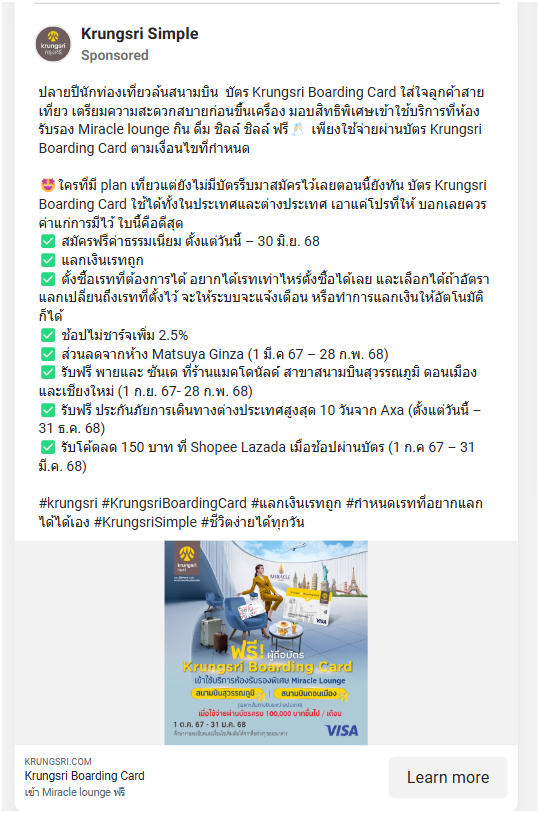 Krungsri Simple
Sponsored
ปลายปีนักท่องเที่ยวล้นสนามบิน บัตร Krungsri Boarding Card ใส่ใจลูกค้าสาย
เที่ยว เตรียมความสะดวกสบายก่อนขึ้นเครื่อง มอบสิทธิพิเศษเข้าใช้บริการที่ห้อง
รับรอง Miracle lounge กิน ดื่ม ชิลล์ ชิลล์ ฟรี🥂 เพียงใช้จ่ายผ่านบัตร Krungsri
Boarding Card ตามเงื่อนไขที่กำหนด
🤩ใครที่มี plan เที่ยวแต่ยังไม่มีบัตรรีบมาสมัครไว้เลยตอนนี้ยังทัน บัตร Krungsri
Boarding Card ใช้ได้ทั้งในประเทศและต่างประเทศ เอาแค่โปรที่ให้ บอกเลยควร
ค่าแก่การมีไว้ ใบนี้คือดีสุด
✅ สมัครฟรีค่าธรรมเนียม ตั้งแต่วันนี้ – 30 มิ.ย. 68
✅ แลกเงินเรทถูก
✅ ตั้งซื้อเรทที่ต้องการได้ อยากได้เรทเท่าไหร่ตั้งซื้อได้เลย และเลือกได้ถ้าอัตรา
แลกเปลี่ยนถึงเรทที่ตั้งไว้ จะให้ระบบจะแจ้งเตือน หรือทำการแลกเงินให้อัตโนมัติ
ก็ได้
✅ ช้อปไม่ชาร์จเพิ่ม 2.5%
✅ ส่วนลดจากห้าง Matsuya Ginza (1 มี.ค 67 – 28 ก.พ. 68)
✅ รับฟรี พายและ ซันเด ที่ร้านแมคโดนัลด์ สาขาสนามบินสุวรรณภูมิ ดอนเมือง
และเชียงใหม่ (1 ก.ย. 67- 28 ก.พ. 68)
✅ รับฟรี ประกันภัยการเดินทางต่างประเทศสูงสุด 10 วันจาก Axa (ตั้งแต่วันนี้ –
31 ธ.ค. 68)
✅ รับโค้ดลด 150 บาท ที่ Shopee Lazada เมื่อช้อปผ่านบัตร (1 ก.ค 67 – 31
มี.ค. 68)
#krungsri #KrungsriBoardingCard #แลกเงินเรทถูก #กำหนดเรทที่อยากแลก
ได้ได้เอง #KrungsriSimple #ชีวิตง่ายได้ทุกวัน
krungsri
กรุงศรี
MIRACLE
VISA
ฟรี! ผู้ถือบัตร
Krungsri Boarding Card
เข้าใช้บริการห้องรับรองพิเศษ Miracle Lounge
สนามบินสุวรรณภูมิ | สนามบินดอนเมือง
เมื่อใช้จ่ายผ่านบัตรครบ 100,000 บาทขึ้นไป / เดือน
1 ต.ค. 67 - 31 ม.ค. 68
VISA
KRUNGSRI.COM
Krungsri Boarding Card
เข้า Miracle lounge ฟรี
Learn more